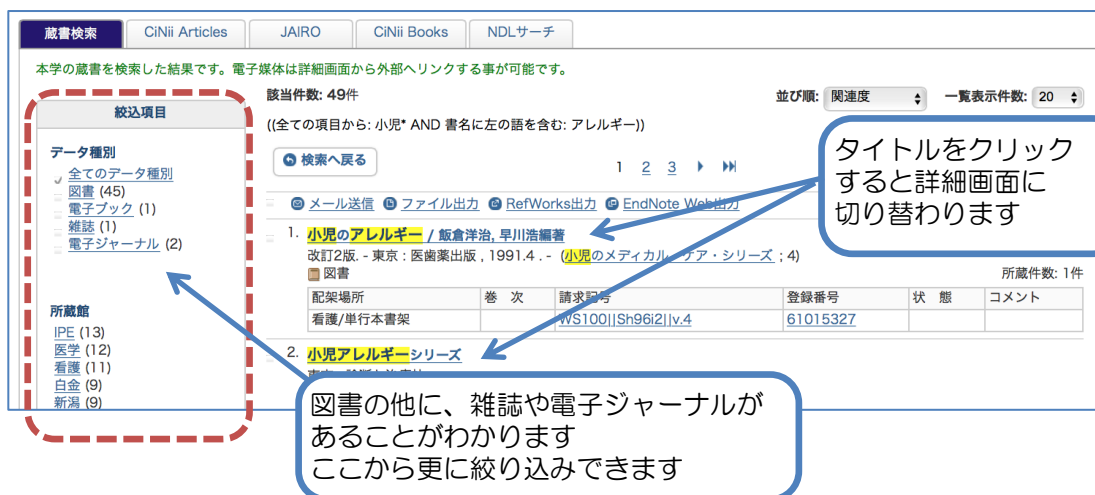 蔵書検索 CiNii Articles JAIRO CiNii Books NDLサーチ
本学の蔵書を検索した結果です。電子媒体は詳細画面から外部へリンクする事が可能です。
絞込項目
データ種別
全てのデータ種別
図書 (45)
電子ブック (1)
雑誌 (1)
電子ジャーナル (2)
所蔵館
IPE (13)
医学 (12)
看護 (11)
白金 (9)
新潟 (9)
該当件数: 49件
並び順: 関連度 一覧表示件数: 20
((全ての項目から: 小児* AND 書名に左の語を含む: アレルギー))
検索へ戻る
1 2 3
メール送信 ファイル出力 RefWorks出力 EndNote Web出力
1. 小児のアレルギー / 飯倉洋治, 早川浩編著
改訂2版. - 東京 : 医歯薬出版 , 1991.4 . - (小児のメディカル・ケア・シリーズ ; 4)
図書
所蔵件数: 1件
配架場所 巻 次 請求記号 登録番号 状 態 コメント
看護/単行本書架 WS100||Sh96i2||v.4 61015327
2. 小児アレルギーシリーズ
タイトルをクリック
すると詳細画面に
切り替わります
図書の他に、雑誌や電子ジャーナルが
あることがわかります
ここから更に絞り込みできます